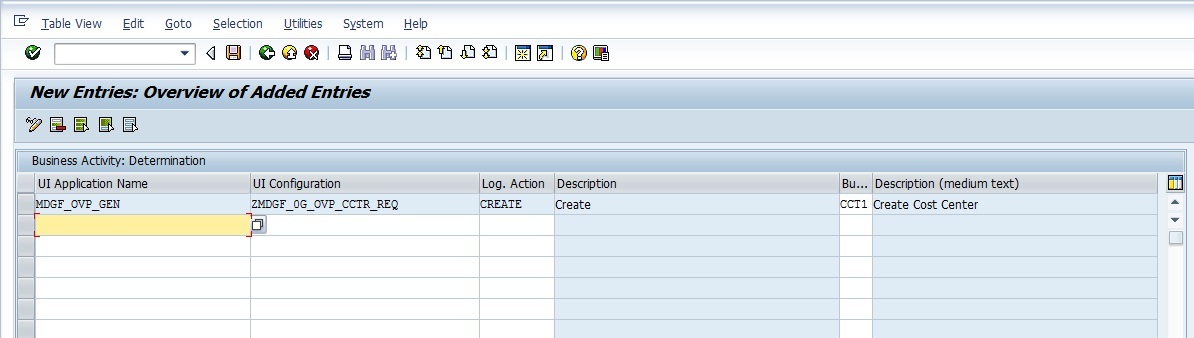 Table View Edit Goto Selection Utilities System Help
New Entries: Overview of Added Entries
Business Activity: Determination
UI Application Name UI Configuration Log. Action Description Bu... Description (medium text)
MDGF_OVP_GEN ZMDGF_0G_OVP_CCTR_REQ CREATE Create CCT1 Create Cost Center